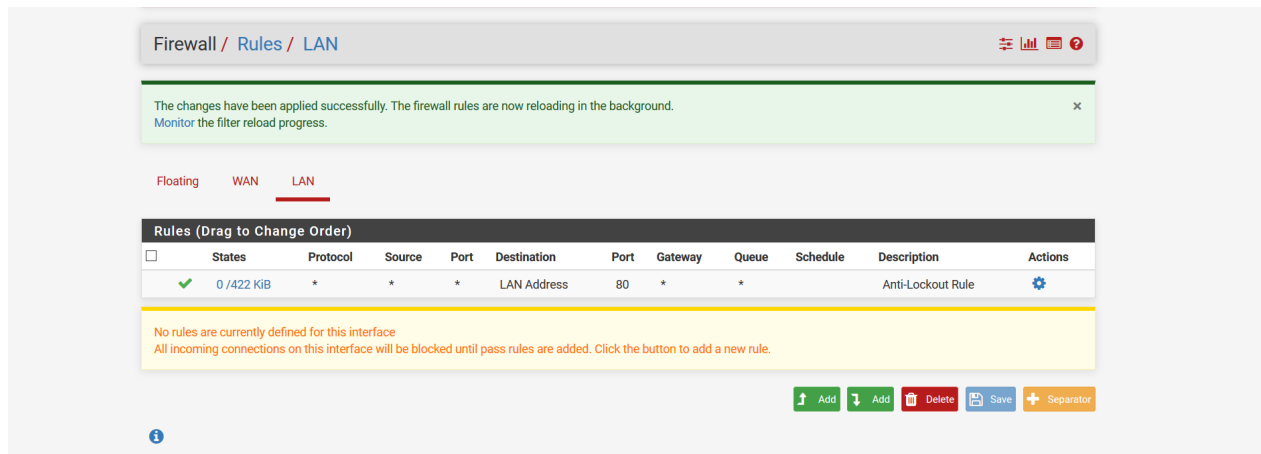 Firewall / Rules / LAN
The changes have been applied successfully. The firewall rules are now reloading in the background.
Monitor the filter reload progress.
×
Floating WAN LAN
Rules (Drag to Change Order)
States Protocol Source Port Destination Port Gateway Queue Schedule Description Actions
0 /422 KiB * * * LAN Address 80 * * Anti-Lockout Rule
No rules are currently defined for this interface
All incoming connections on this interface will be blocked until pass rules are added. Click the button to add a new rule.
Add Add Delete Save Separator